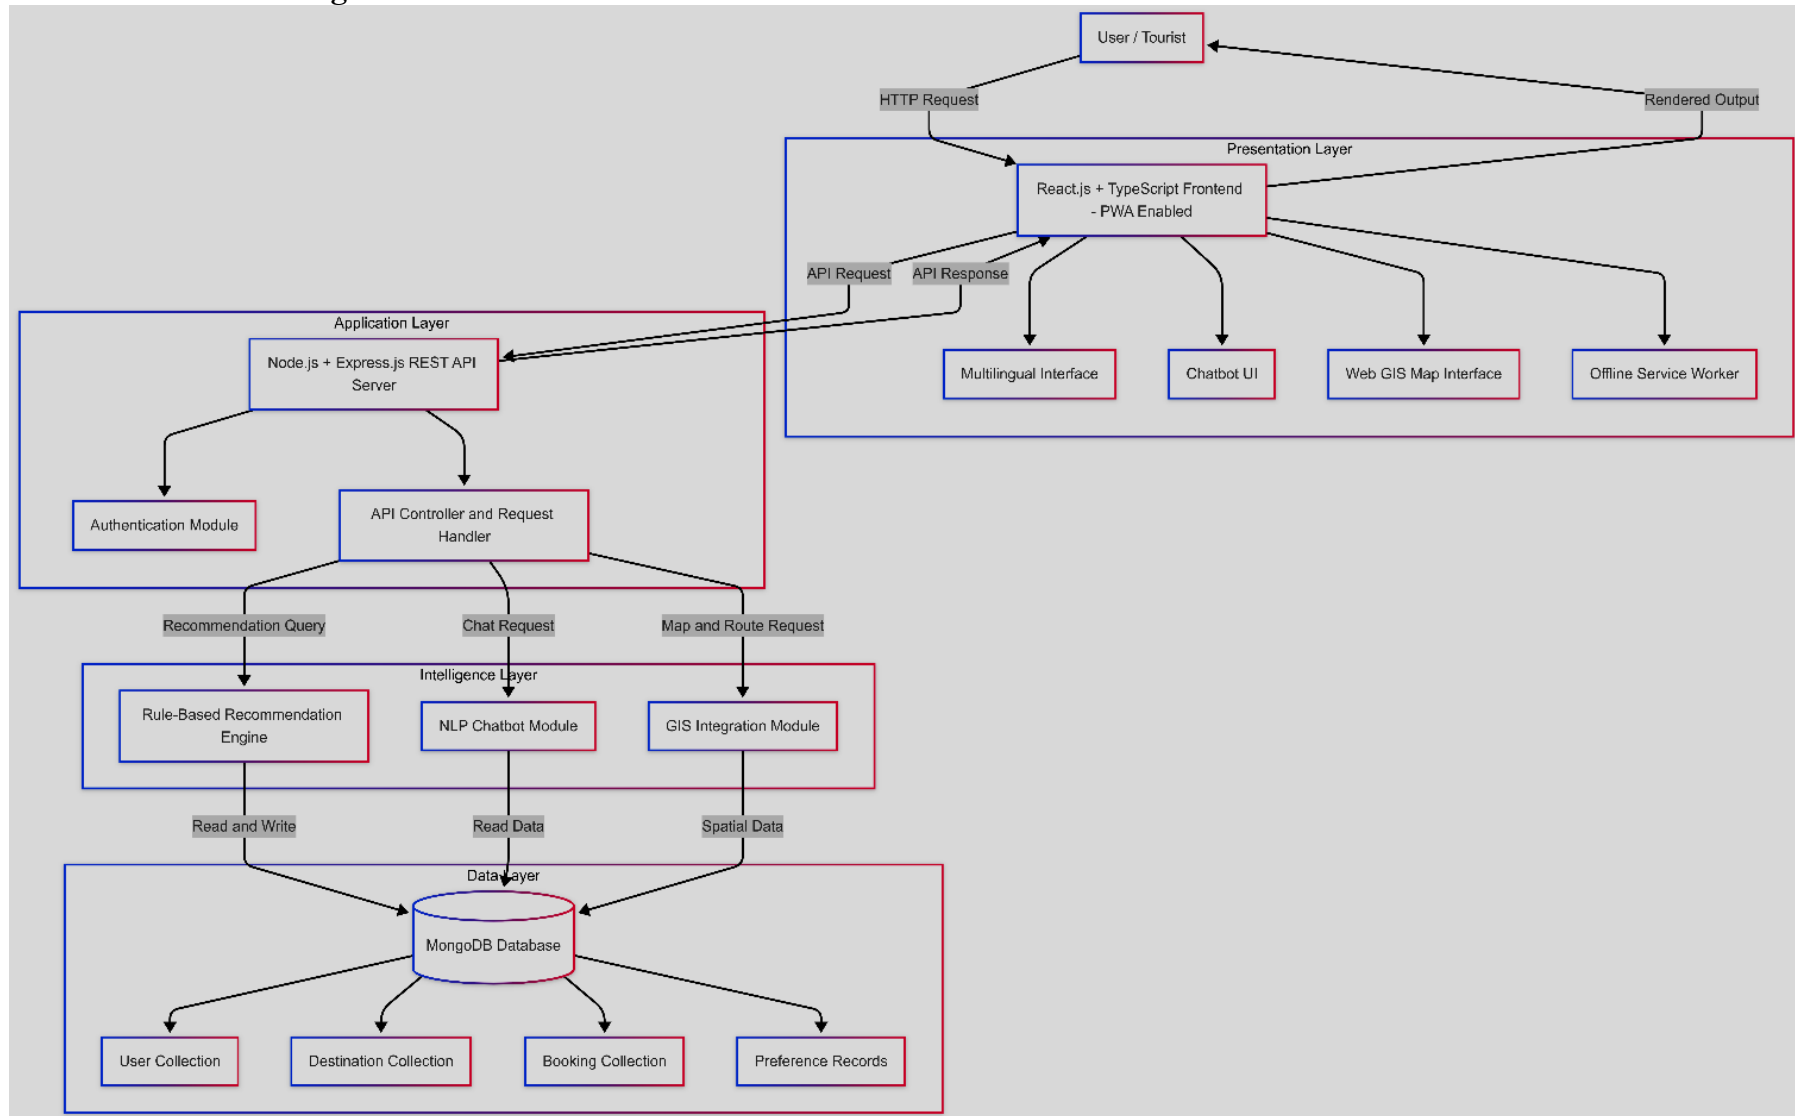 g
User / Tourist
HTTP Request
Rendered Output
Presentation Layer
React.js + TypeScript Frontend
- PWA Enabled
API Request
API Response
Multilingual Interface
Chatbot UI
Web GIS Map Interface
Offline Service Worker
Application Layer
Node.js + Express.js REST API
Server
Authentication Module
API Controller and Request
Handler
Recommendation Query
Chat Request
Map and Route Request
Intelligence Layer
Rule-Based Recommendation
Engine
NLP Chatbot Module
GIS Integration Module
Read and Write
Read Data
Spatial Data
Data Layer
MongoDB Database
User Collection
Destination Collection
Booking Collection
Preference Records